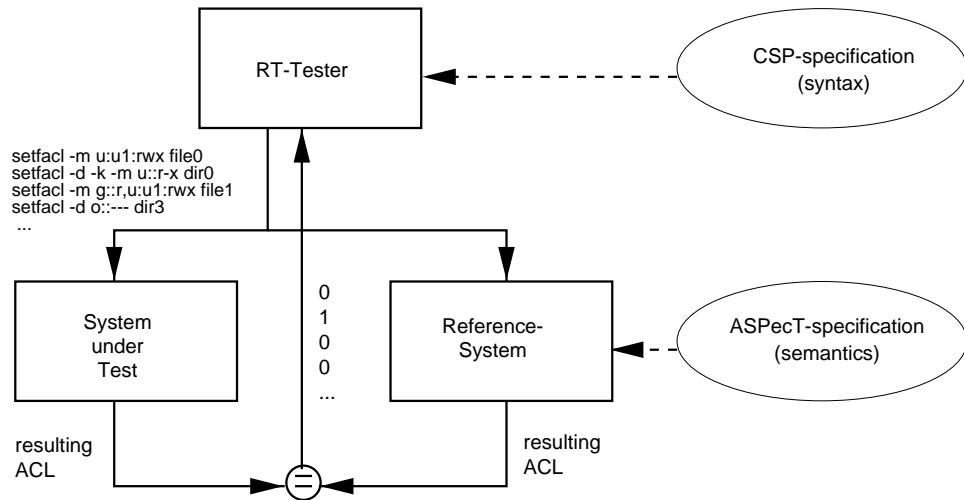 RT-Tester
CSP-specification
(syntax)
setfacl -m u:u1:rwx file0
setfacl -d -k -m u::r-x dir0
setfacl -m g::r,u:u1:rwx file1
setfacl -d o::--- dir3
...
System
under
Test
0
1
0
0
...
Reference-
System
ASPecT-specification
(semantics)
resulting
ACL
=
resulting
ACL